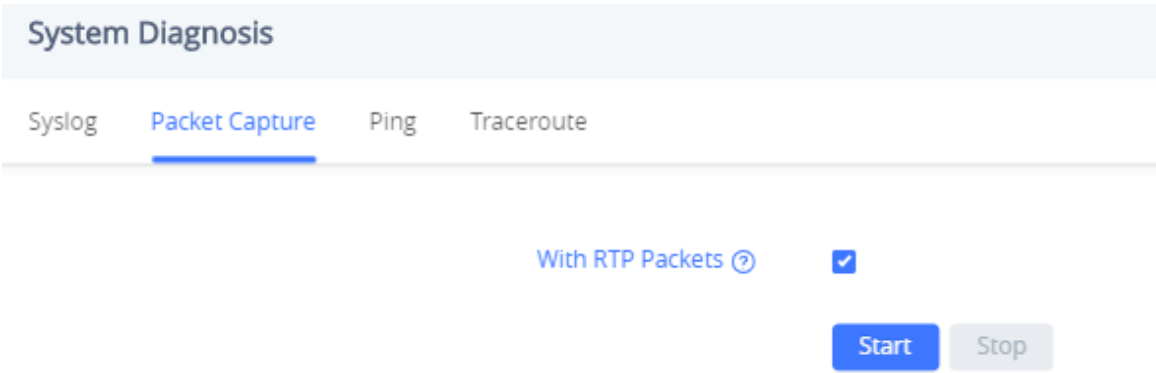 System Diagnosis
Syslog Packet Capture Ping Traceroute
With RTP Packets ?
Start Stop